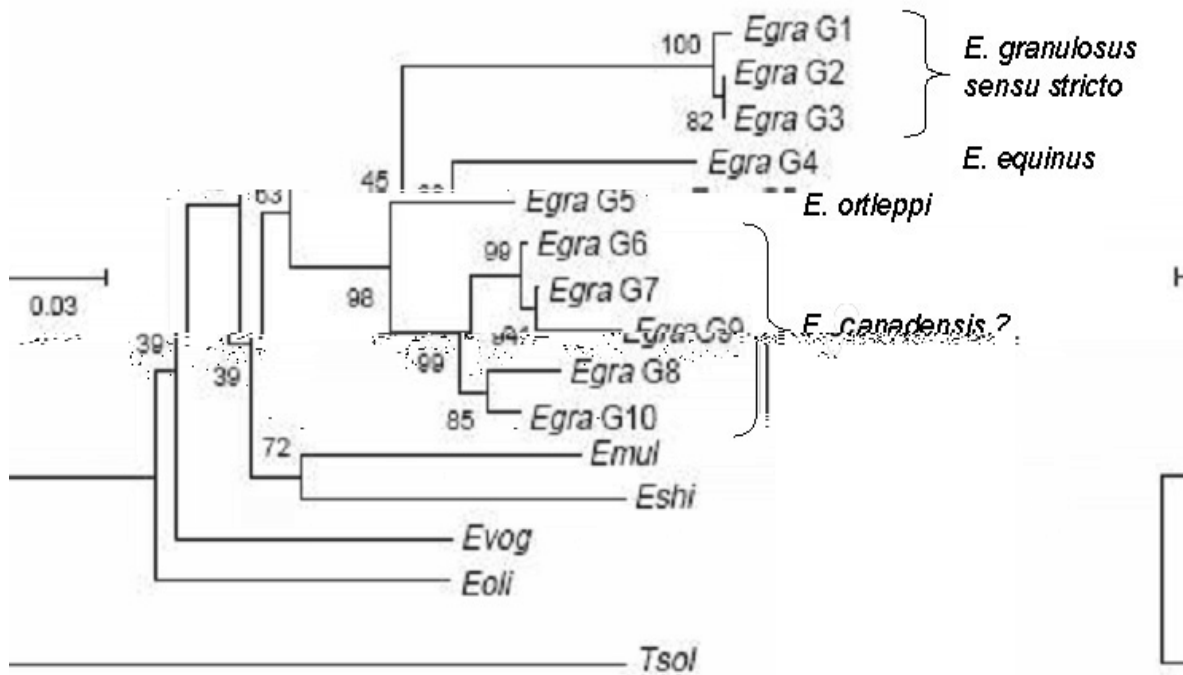 100
Egra G1
E. granulosus
Egra G2
sensu stricto
82
Egra G3
45
Egra G4
E. equinus
63
Egra G5
E. ortleppi
99
Egra G6
Egra G7
0.03
98
Egra G9
E. canadensis ?
39
39
99
Egra G8
85
Egra G10
72
Emul
Eshi
Evog
Eoli
Tsol